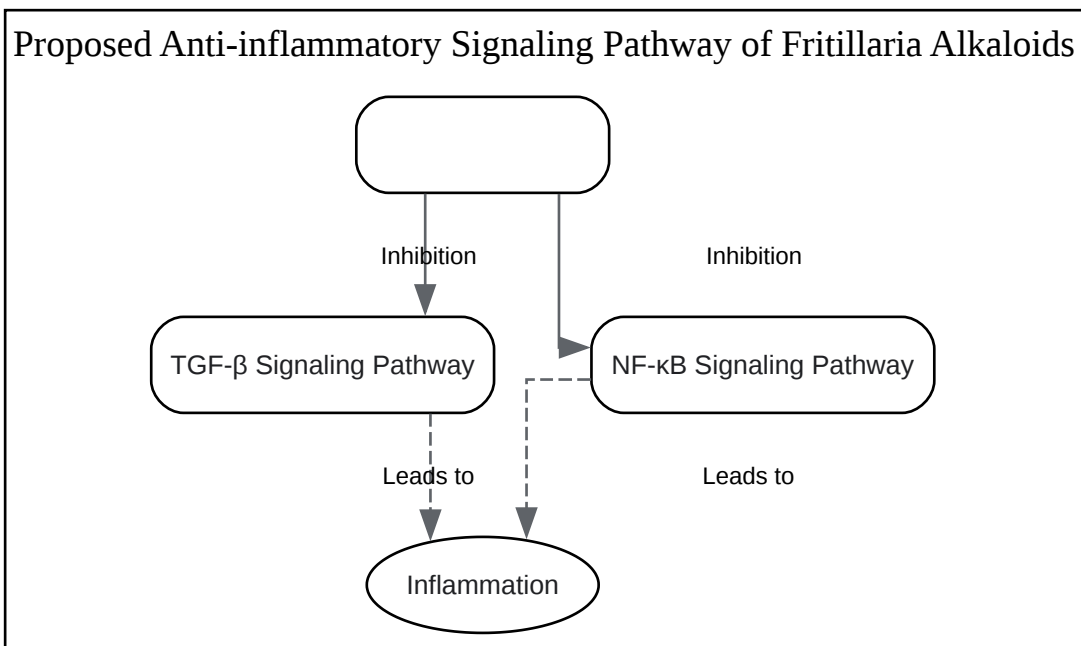 Proposed Anti-inflammatory Signaling Pathway of Fritillaria Alkaloids
Inhibition
Inhibition
TGF-β Signaling Pathway
NF-κB Signaling Pathway
Leads to
Leads to
Inflammation